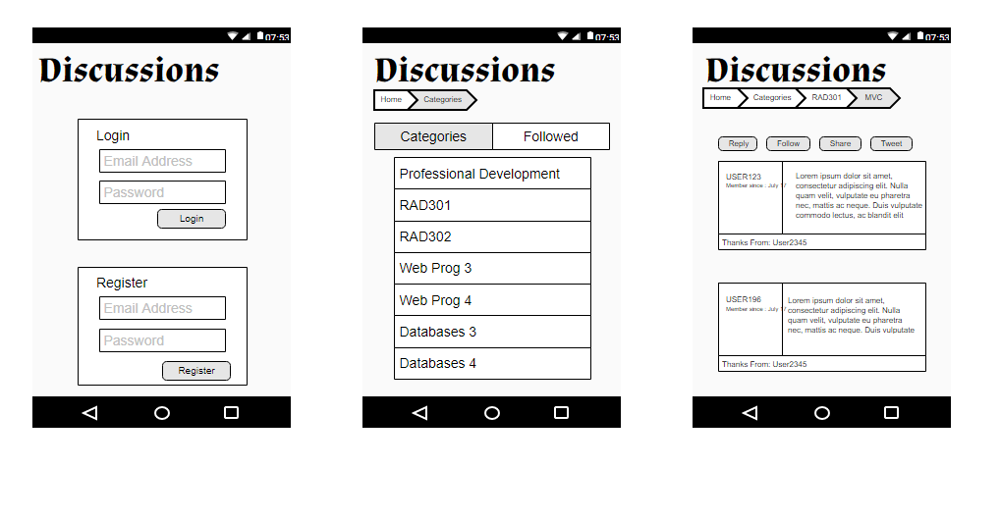 07:53
Discussions
Login
Email Address
Password
Login
Register
Email Address
Password
Register
07:53
Discussions
Home Categories
Categories Followed
Professional Development
RAD301
RAD302
Web Prog 3
Web Prog 4
Databases 3
Databases 4
07:53
Discussions
Home Categories RAD301 MVC
Reply Follow Share Tweet
USER123
Member since : July 17
Lorem ipsum dolor sit amet,
consectetur adipiscing elit. Nulla
quam velit, vulputate eu pharetra
nec, mattis ac neque. Duis vulputate
commodo lectus, ac blandit elit
Thanks From: User2345
USER196
Member since : July 17
Lorem ipsum dolor sit amet,
consectetur adipiscing elit. Nulla
quam velit, vulputate eu pharetra
nec, mattis ac neque. Duis vulputate
Thanks From: User2345